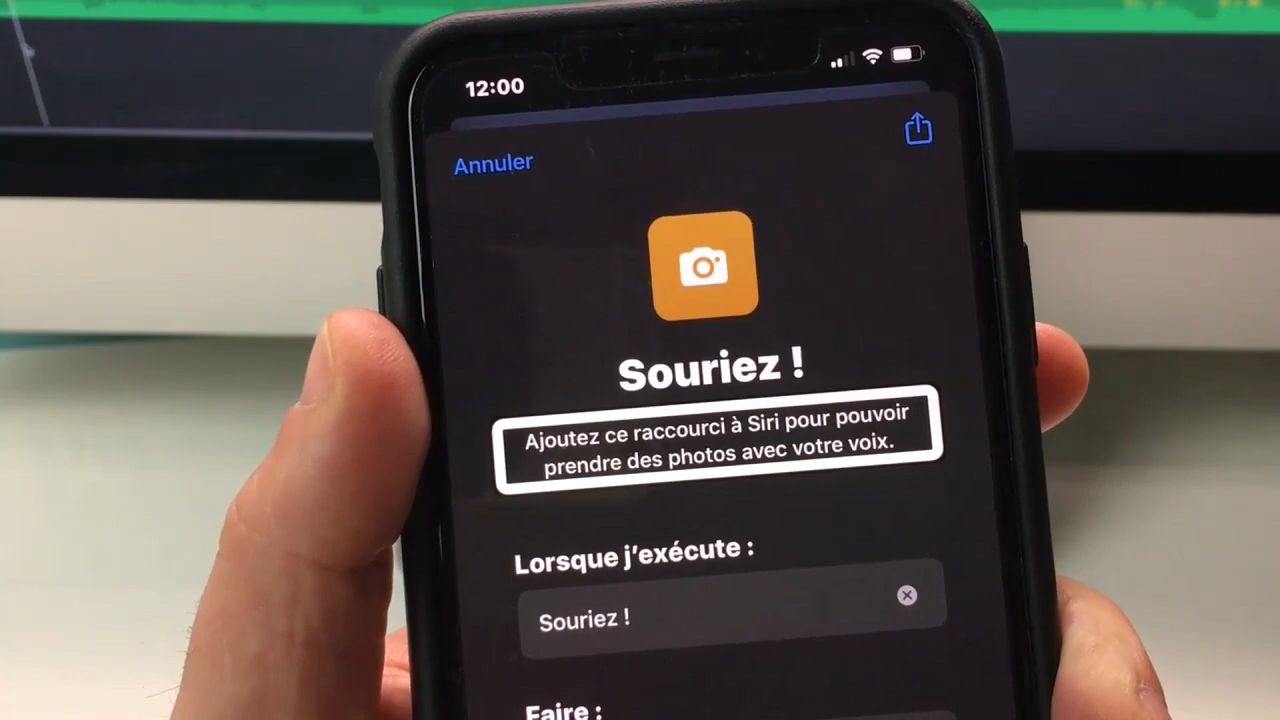 12:00
Annuler
Souriez !
Ajoutez ce raccourci à Siri pour pouvoir
prendre des photos avec votre voix.
Lorsque j’exécute :
Souriez !
Faire :